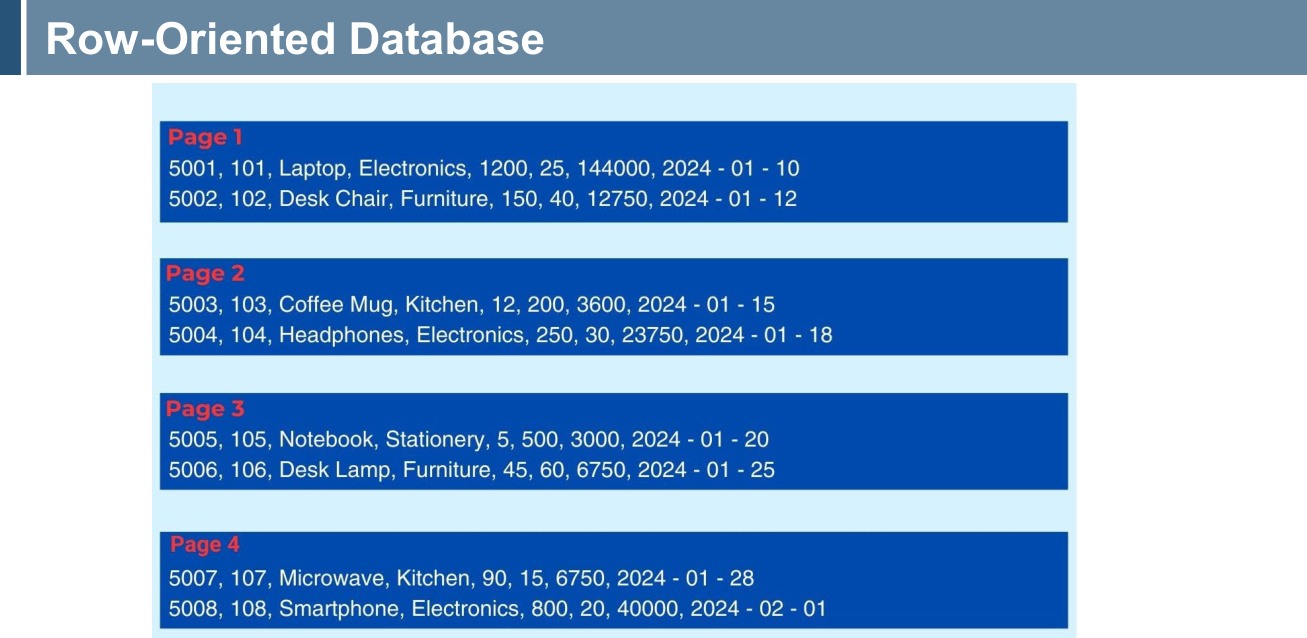 Row-Oriented Database
Page 1
5001, 101, Laptop, Electronics, 1200, 25, 144000, 2024 - 01 - 10
5002, 102, Desk Chair, Furniture, 150, 40, 12750, 2024 - 01 - 12
Page 2
5003, 103, Coffee Mug, Kitchen, 12, 200, 3600, 2024 - 01 - 15
5004, 104, Headphones, Electronics, 250, 30, 23750, 2024 - 01 - 18
Page 3
5005, 105, Notebook, Stationery, 5, 500, 3000, 2024 - 01 - 20
5006, 106, Desk Lamp, Furniture, 45, 60, 6750, 2024 - 01 - 25
Page 4
5007, 107, Microwave, Kitchen, 90, 15, 6750, 2024 - 01 - 28
5008, 108, Smartphone, Electronics, 800, 20, 40000, 2024 - 02 - 01